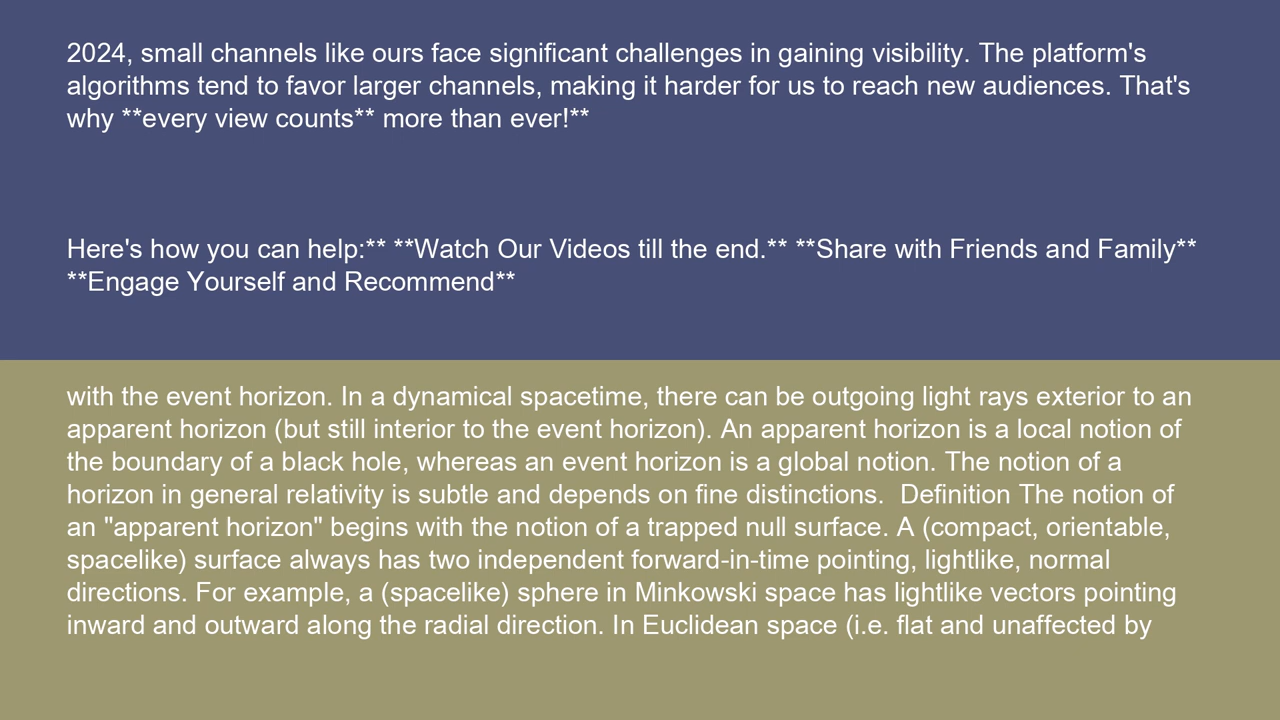 2024, small channels like ours face significant challenges in gaining visibility. The platform's
algorithms tend to favor larger channels, making it harder for us to reach new audiences. That's
why **every view counts** more than ever!**
Here's how you can help:** **Watch Our Videos till the end.** **Share with Friends and Family**
**Engage Yourself and Recommend**
with the event horizon. In a dynamical spacetime, there can be outgoing light rays exterior to an
apparent horizon (but still interior to the event horizon). An apparent horizon is a local notion of
the boundary of a black hole, whereas an event horizon is a global notion. The notion of a
horizon in general relativity is subtle and depends on fine distinctions.  Definition The notion of
an "apparent horizon" begins with the notion of a trapped null surface. A (compact, orientable,
spacelike) surface always has two independent forward-in-time pointing, lightlike, normal
directions. For example, a (spacelike) sphere in Minkowski space has lightlike vectors pointing
inward and outward along the radial direction. In Euclidean space (i.e. flat and unaffected by